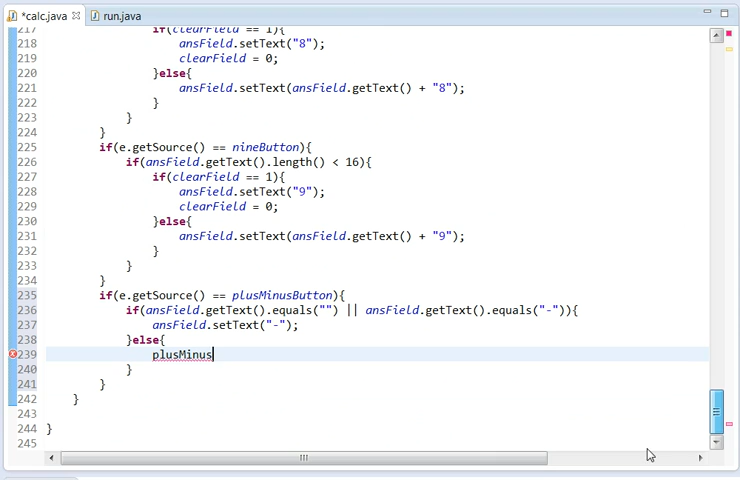 *calc.java run.java
217 if(clearField == 1){
218 ansField.setText("8");
219 clearField = 0;
220 }else{
221 ansField.setText(ansField.getText() + "8");
222 }
223 }
224 }
225 if(e.getSource() == nineButton){
226 if(ansField.getText().length() < 16){
227 if(clearField == 1){
228 ansField.setText("9");
229 clearField = 0;
230 }else{
231 ansField.setText(ansField.getText() + "9");
232 }
233 }
234 }
235 if(e.getSource() == plusMinusButton){
236 if(ansField.getText().equals("") || ansField.getText().equals("-")){
237 ansField.setText("-");
238 }else{
239 plusMinus
240 }
241 }
242 }
243
244 }
245